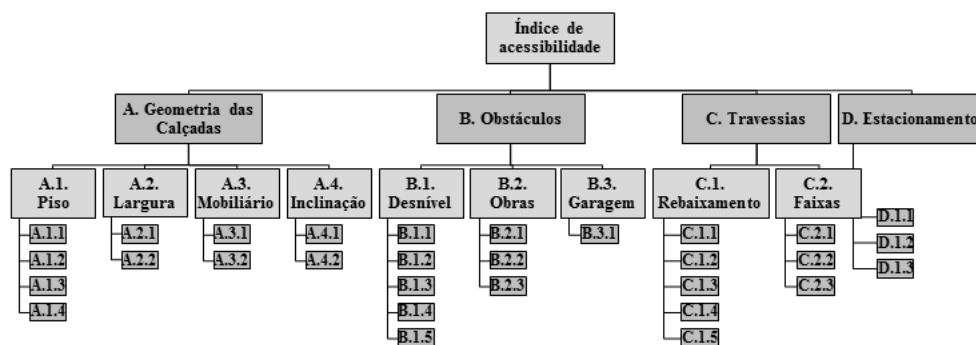 Índice de
acessibilidade
A. Geometria das
Calçadas
B. Obstáculos
C. Travessias
D. Estacionamento
A.1.
Piso
A.2.
Largura
A.3.
Mobiliário
A.4.
Inclinação
B.1.
Desnível
B.2.
Obras
B.3.
Garagem
C.1.
Rebaixamento
C.2.
Faixas
A.1.1
A.1.2
A.1.3
A.1.4
A.2.1
A.2.2
A.3.1
A.3.2
A.4.1
A.4.2
B.1.1
B.1.2
B.1.3
B.1.4
B.1.5
B.2.1
B.2.2
B.2.3
B.3.1
C.1.1
C.1.2
C.1.3
C.1.4
C.1.5
C.2.1
C.2.2
C.2.3
D.1.1
D.1.2
D.1.3